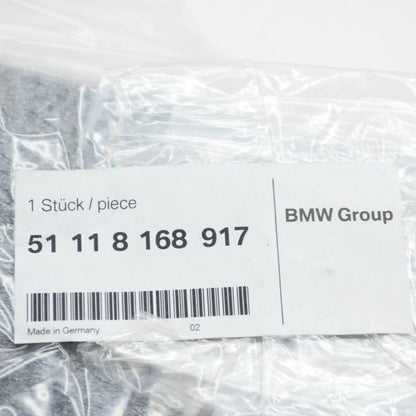 1 Stück / piece
51 11 8 168 917
BMW Group
Made in Germany
02